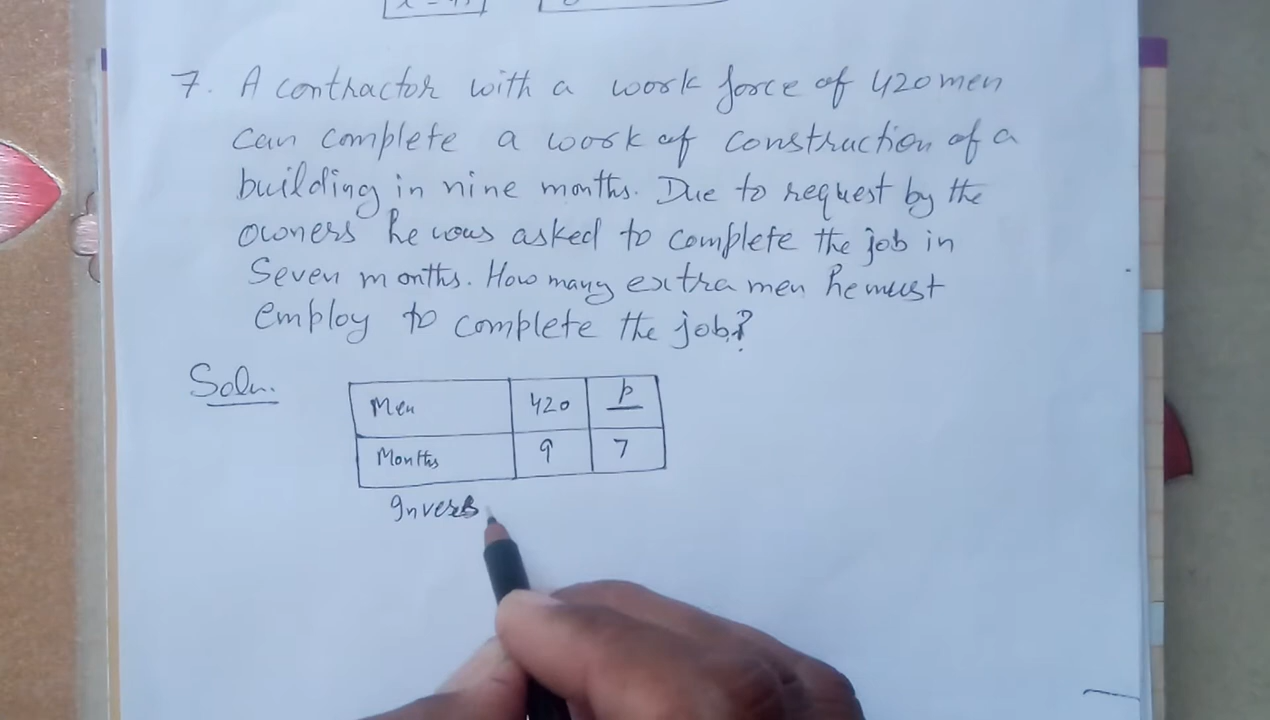 7. A contractor with a work force of 420 men
can complete a work of construction of a
building in nine months. Due to request by the
owners he was asked to complete the job in
Seven months. How many extra men he must
employ to complete the job?
Soln.
Men 420 p
Months 9 7